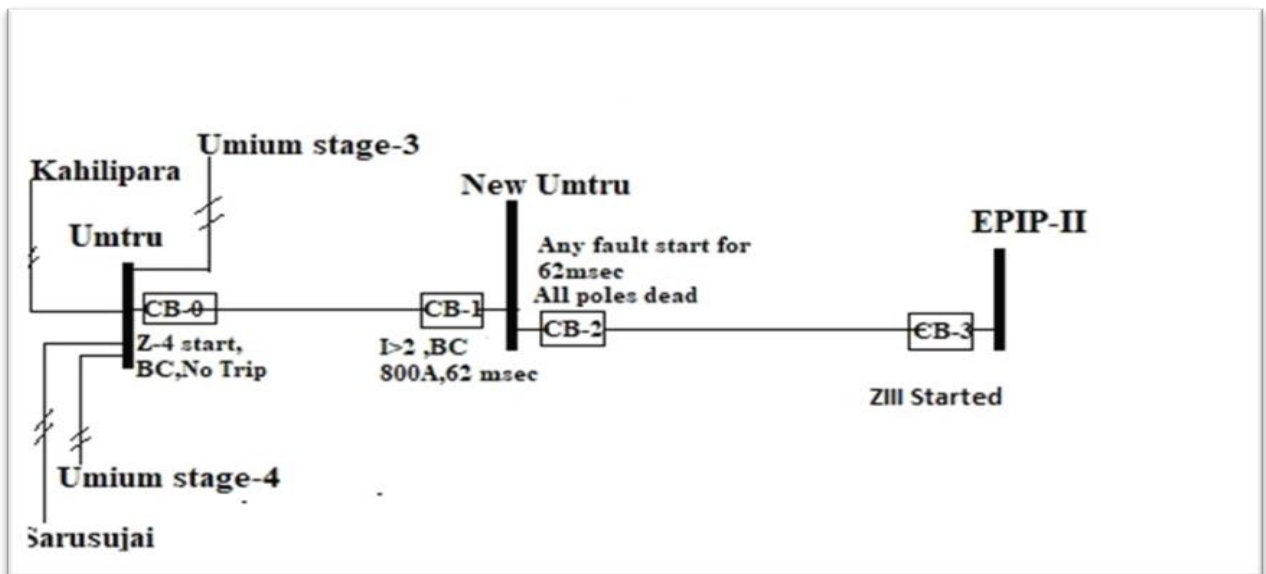 Umium stage-3
Kahilipara
New Umtru
EPIP-II
Umtru
Any fault start for
62msec
All poles dead
CB-0
CB-1
CB-2
CB-3
Z-4 start,
BC,No Trip
I>2 ,BC
800A,62 msec
ZIII Started
Umium stage-4
Sarusujai